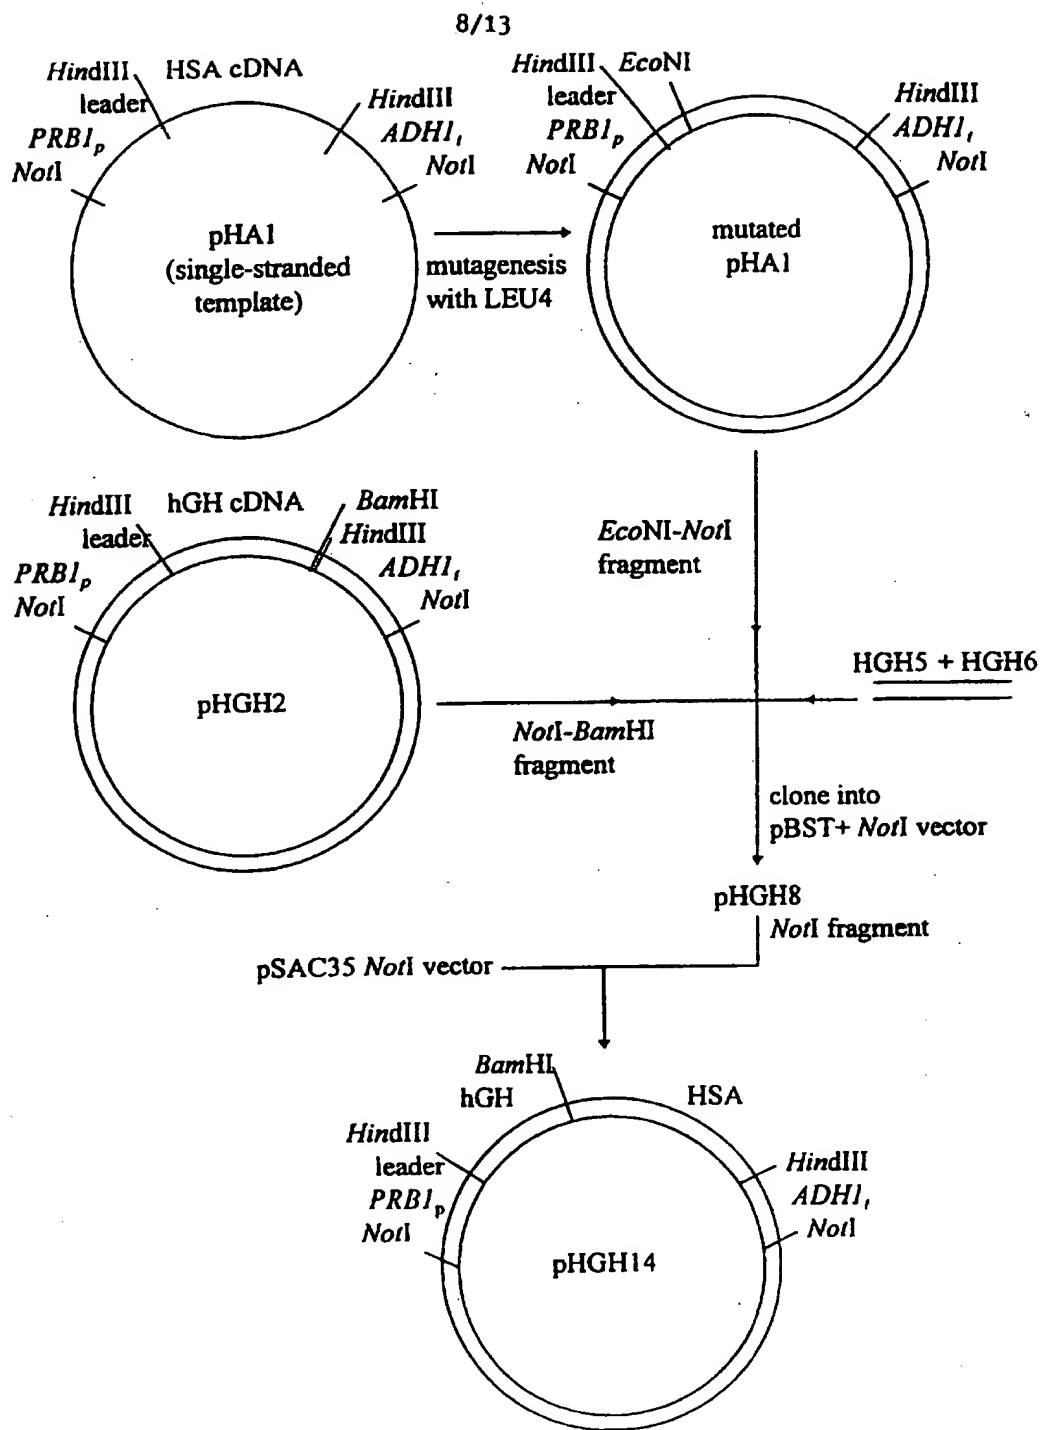 8/13
HindIII
HSA cDNA
leader
PRB1p
NotI
HindIII
ADH1t
NotI
pHA1
(single-stranded
template)
mutagenesis
with LEU4
HindIII
EcoNI
leader
PRB1p
NotI
HindIII
ADH1t
NotI
mutated
pHA1
HindIII
hGH cDNA
leader
PRB1p
NotI
BamHI
HindIII
ADH1t
NotI
pHGH2
EcoNI-NotI
fragment
HGH5 + HGH6
NotI-BamHI
fragment
clone into
pBST+ NotI vector
pHGH8
NotI fragment
pSAC35 NotI vector
BamHI
hGH
HSA
HindIII
leader
PRB1p
NotI
HindIII
ADH1t
NotI
pHGH14